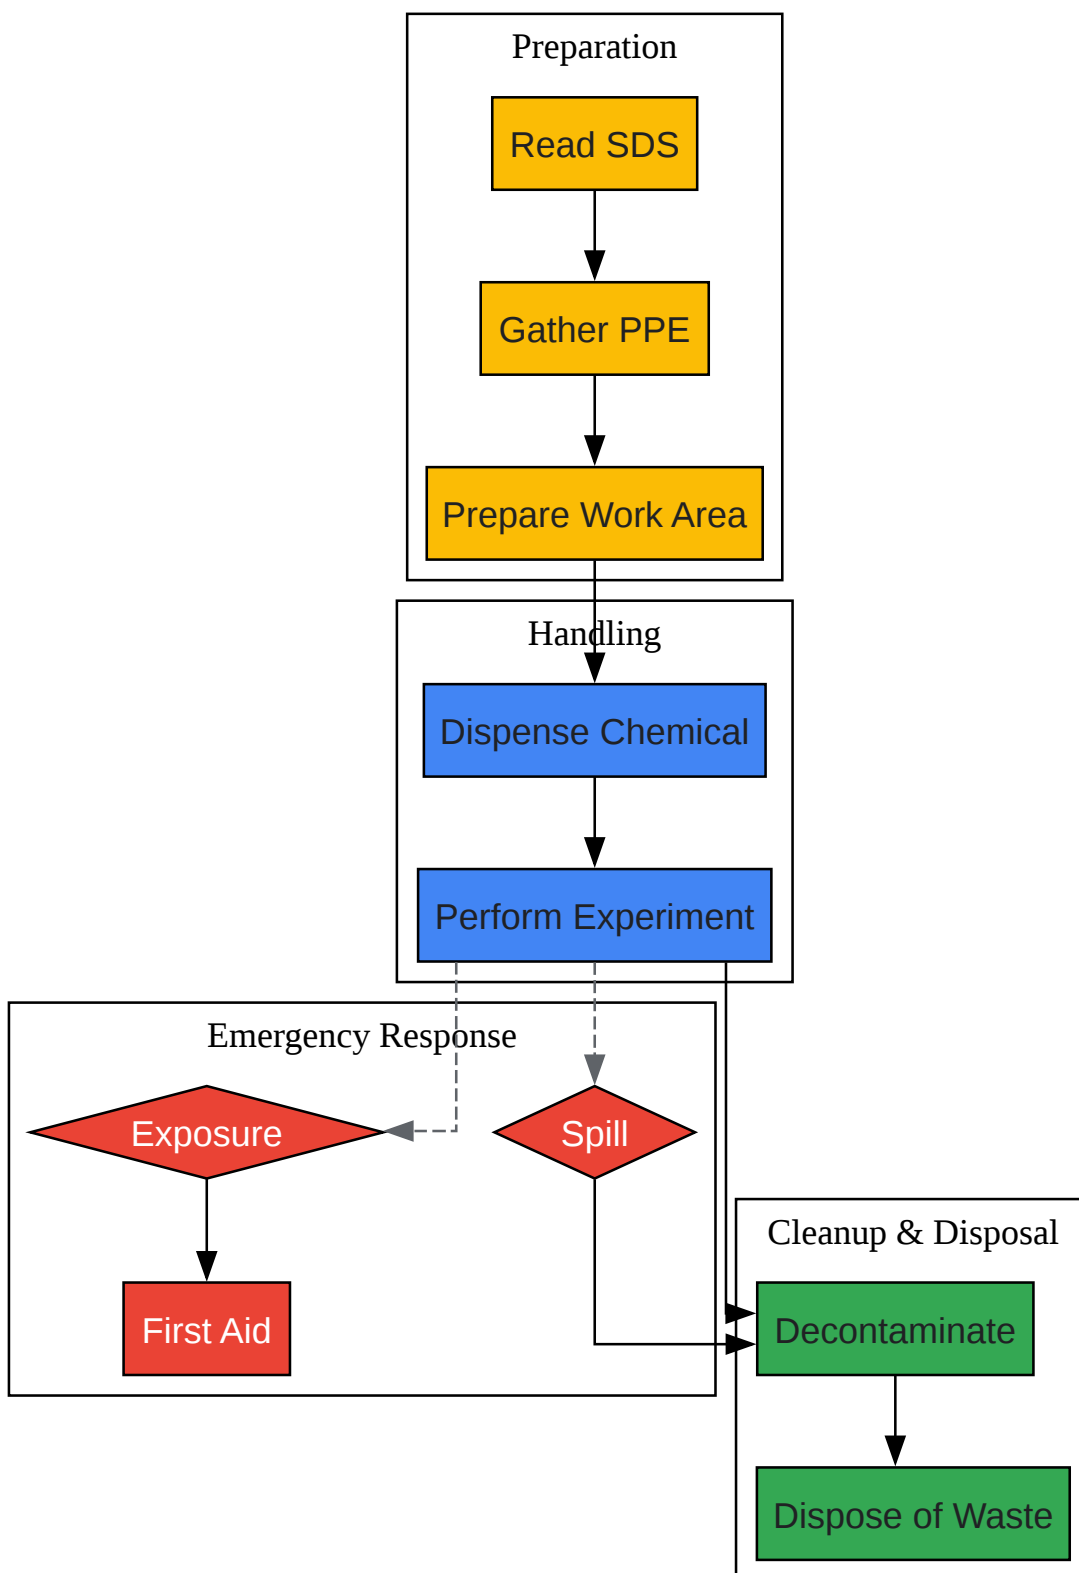 Preparation
Read SDS
Gather PPE
Prepare Work Area
Handling
Dispense Chemical
Perform Experiment
Emergency Response
Exposure
Spill
First Aid
Cleanup & Disposal
Decontaminate
Dispose of Waste